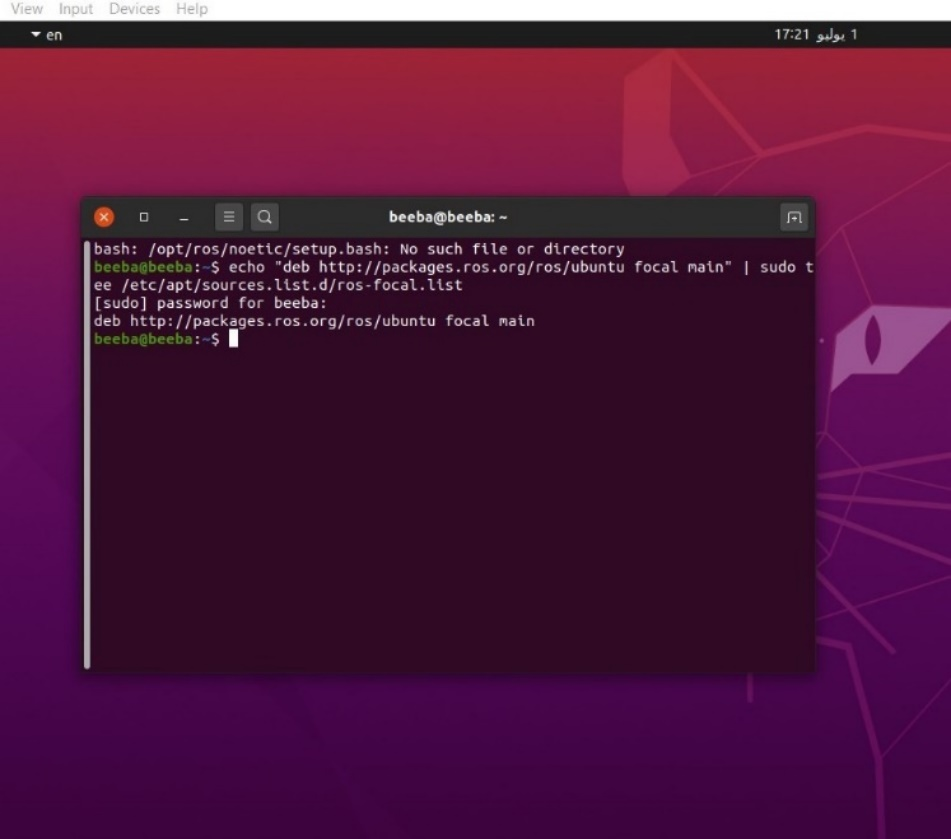 View Input Devices Help
en
1 يوليو 17:21
beeba@beeba: ~
bash: /opt/ros/noetic/setup.bash: No such file or directory
beeba@beeba:~$ echo "deb http://packages.ros.org/ros/ubuntu focal main" | sudo t
ee /etc/apt/sources.list.d/ros-focal.list
[sudo] password for beeba:
deb http://packages.ros.org/ros/ubuntu focal main
beeba@beeba:~$